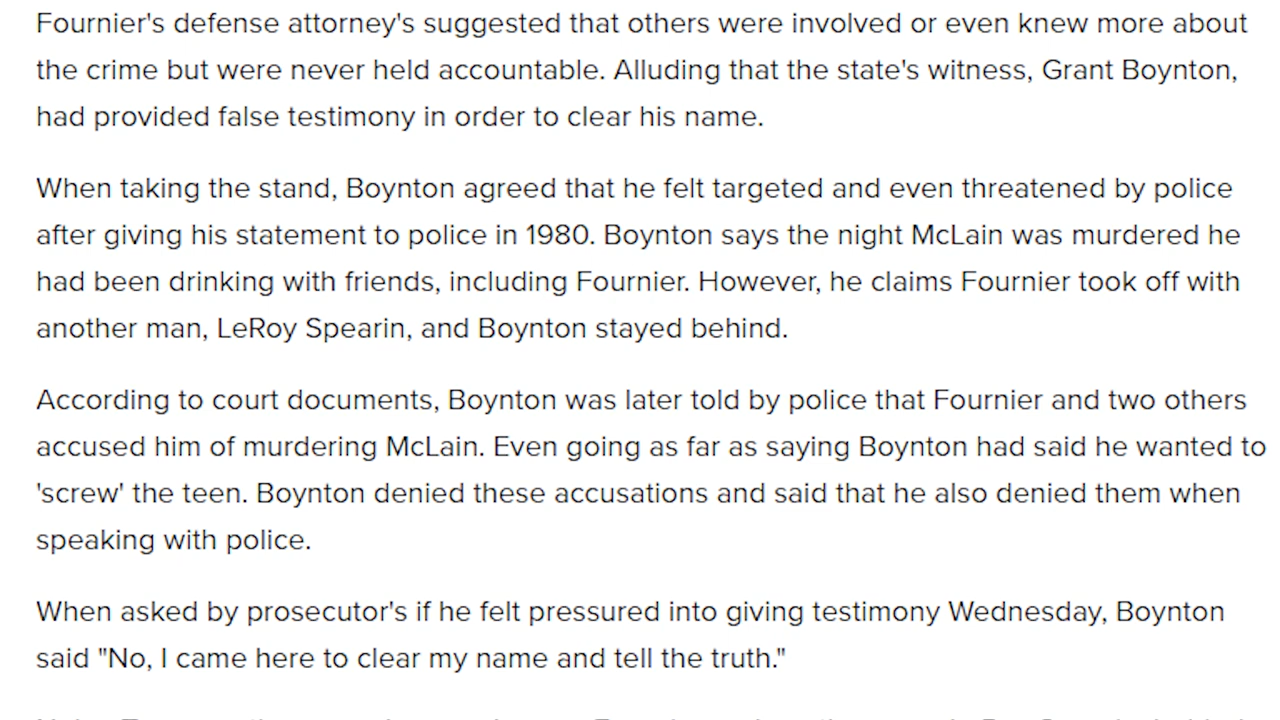 Fournier's defense attorney's suggested that others were involved or even knew more about
the crime but were never held accountable. Alluding that the state's witness, Grant Boynton,
had provided false testimony in order to clear his name.
When taking the stand, Boynton agreed that he felt targeted and even threatened by police
after giving his statement to police in 1980. Boynton says the night McLain was murdered he
had been drinking with friends, including Fournier. However, he claims Fournier took off with
another man, LeRoy Spearin, and Boynton stayed behind.
According to court documents, Boynton was later told by police that Fournier and two others
accused him of murdering McLain. Even going as far as saying Boynton had said he wanted to
'screw' the teen. Boynton denied these accusations and said that he also denied them when
speaking with police.
When asked by prosecutor's if he felt pressured into giving testimony Wednesday, Boynton
said "No, I came here to clear my name and tell the truth."